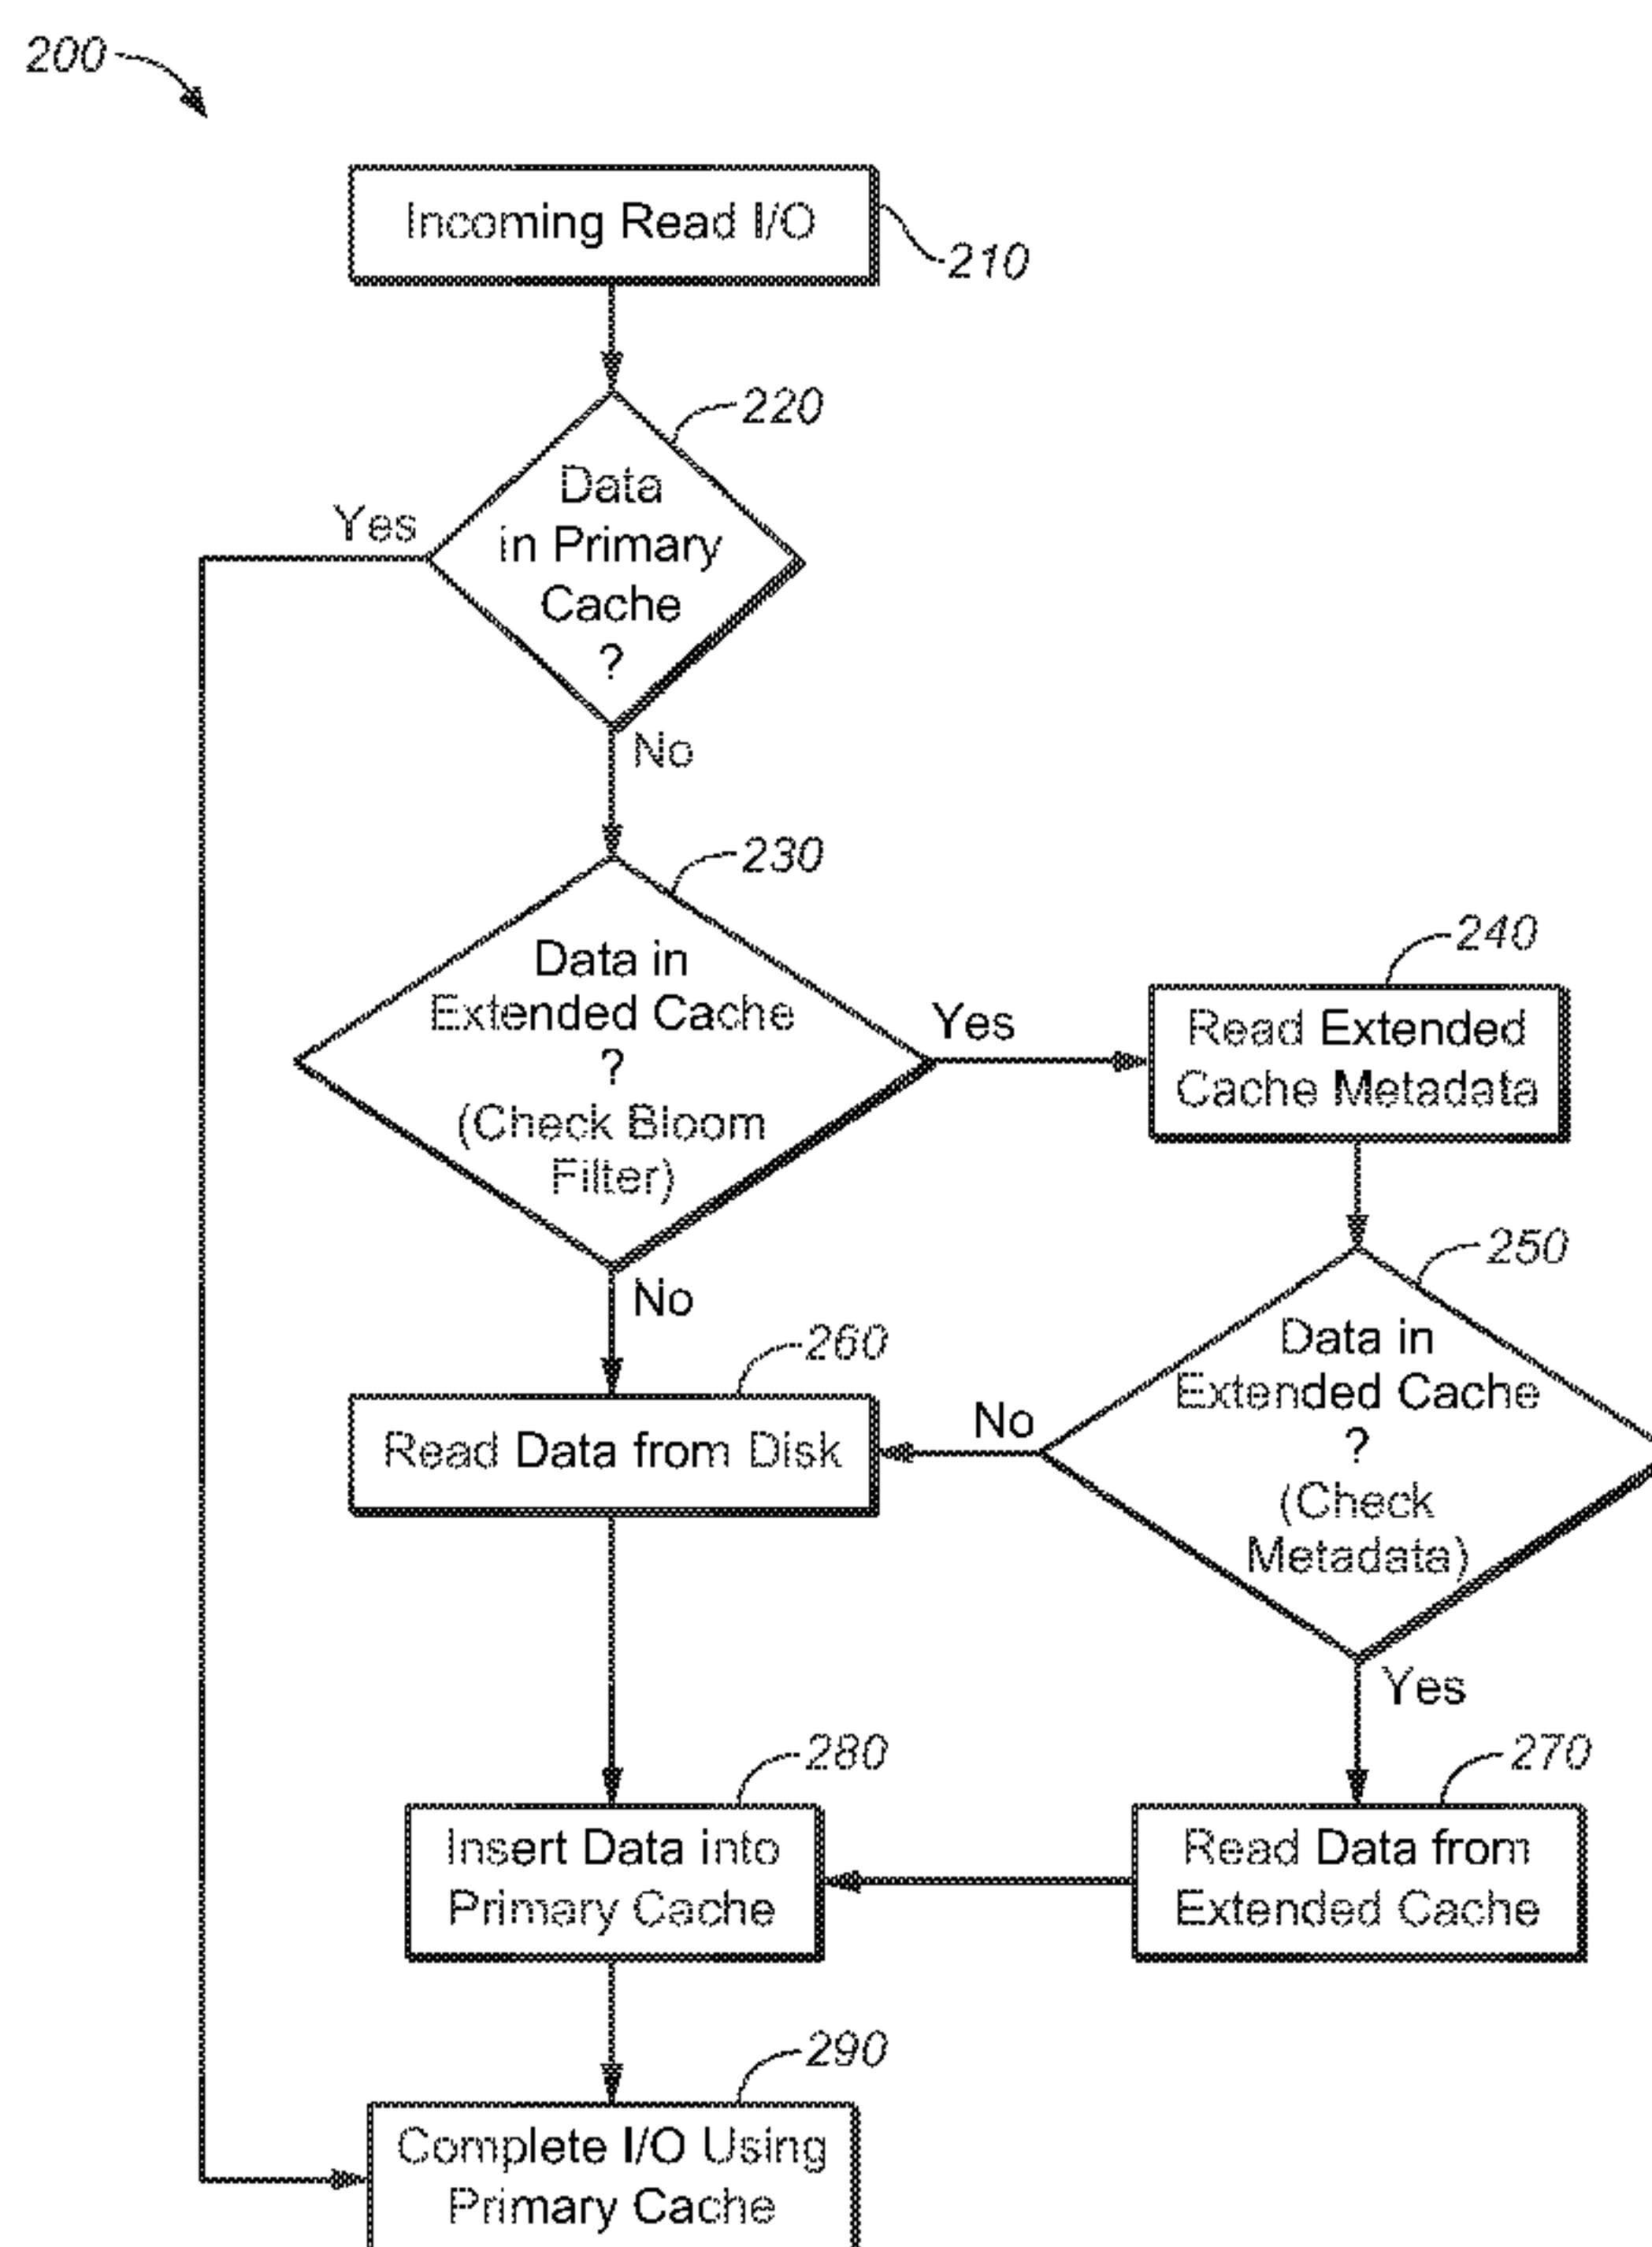 200
Incoming Read I/O
210
220
Data
in Primary
Cache
?
Yes
No
230
Data in
Extended Cache
?
(Check Bloom
Filter)
Yes
No
240
Read Extended
Cache Metadata
250
Data in
Extended Cache
?
(Check
Metadata)
No
Yes
260
Read Data from Disk
270
Read Data from
Extended Cache
280
Insert Data into
Primary Cache
290
Complete I/O Using
Primary Cache